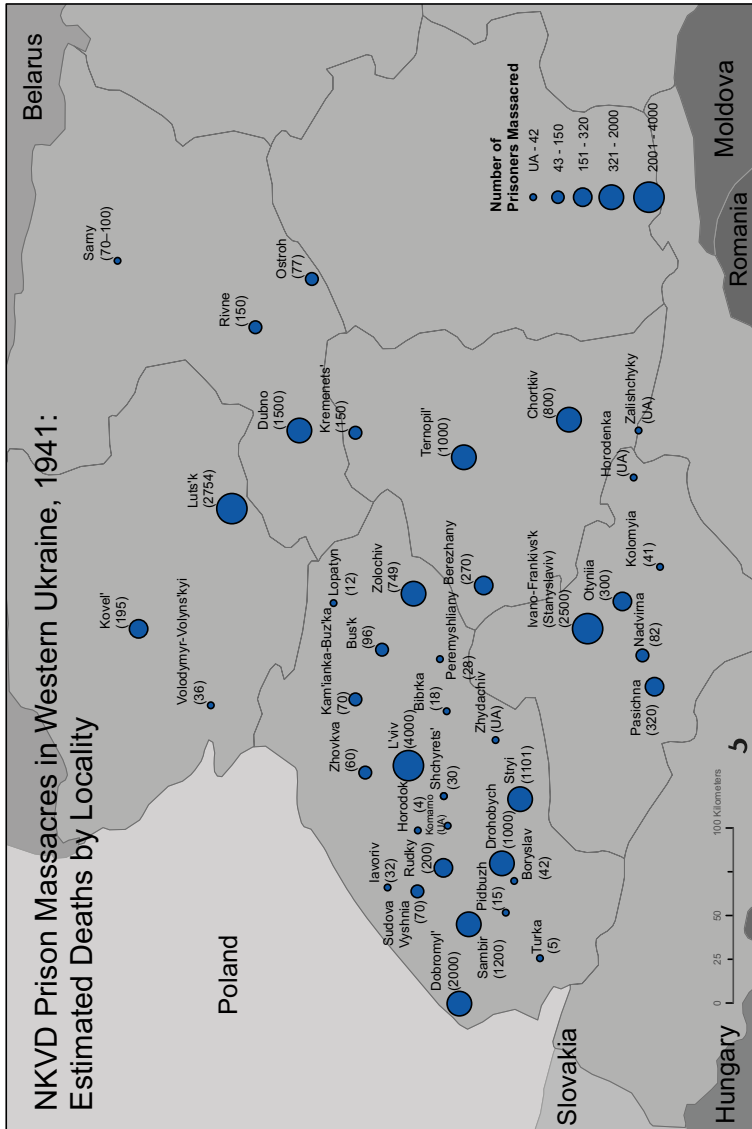 NKVD Prison Massacres in Western Ukraine, 1941:
Estimated Deaths by Locality
Belarus
Poland
Slovakia
Hungary
Romania
Moldova
Sarny
(70–100)
Kovel'
(195)
Volodymyr-Volyns'kyi
(36)
Luts'k
(2754)
Rivne
(150)
Ostroh
(77)
Dubno
(1500)
Kremenets'
(150)
Lopatyn
(12)
Kam'ianka-Buz'ka
(70)
Zhovkva
(60)
Bus'k
(96)
Zolochiv
(749)
L'viv
(4000)
Iavoriv
(32)
Sudova
Vyshnia
(70)
Horodok
(4)
Rudky
(200)
Komarno
(UA)
Shchyrets'
(30)
Bibrka
(18)
Peremyshliany
(28)
Berezhany
(270)
Ternopil'
(1000)
Dobromyl'
(2000)
Sambir
(1200)
Pidbuzh
(15)
Drohobych
(1000)
Boryslav
(42)
Stryi
(1101)
Zhydachiv
(UA)
Turka
(5)
Ivano-Frankivs'k
(Stanyslaviv)
(2500)
Otyniia
(300)
Nadvirna
(82)
Pasichna
(320)
Kolomyia
(41)
Horodenka
(UA)
Zalishchyky
(UA)
Chortkiv
(800)
Number of
Prisoners Massacred
UA - 42
43 - 150
151 - 320
321 - 2000
2001 - 4000
0 25 50 100 Kilometers
5